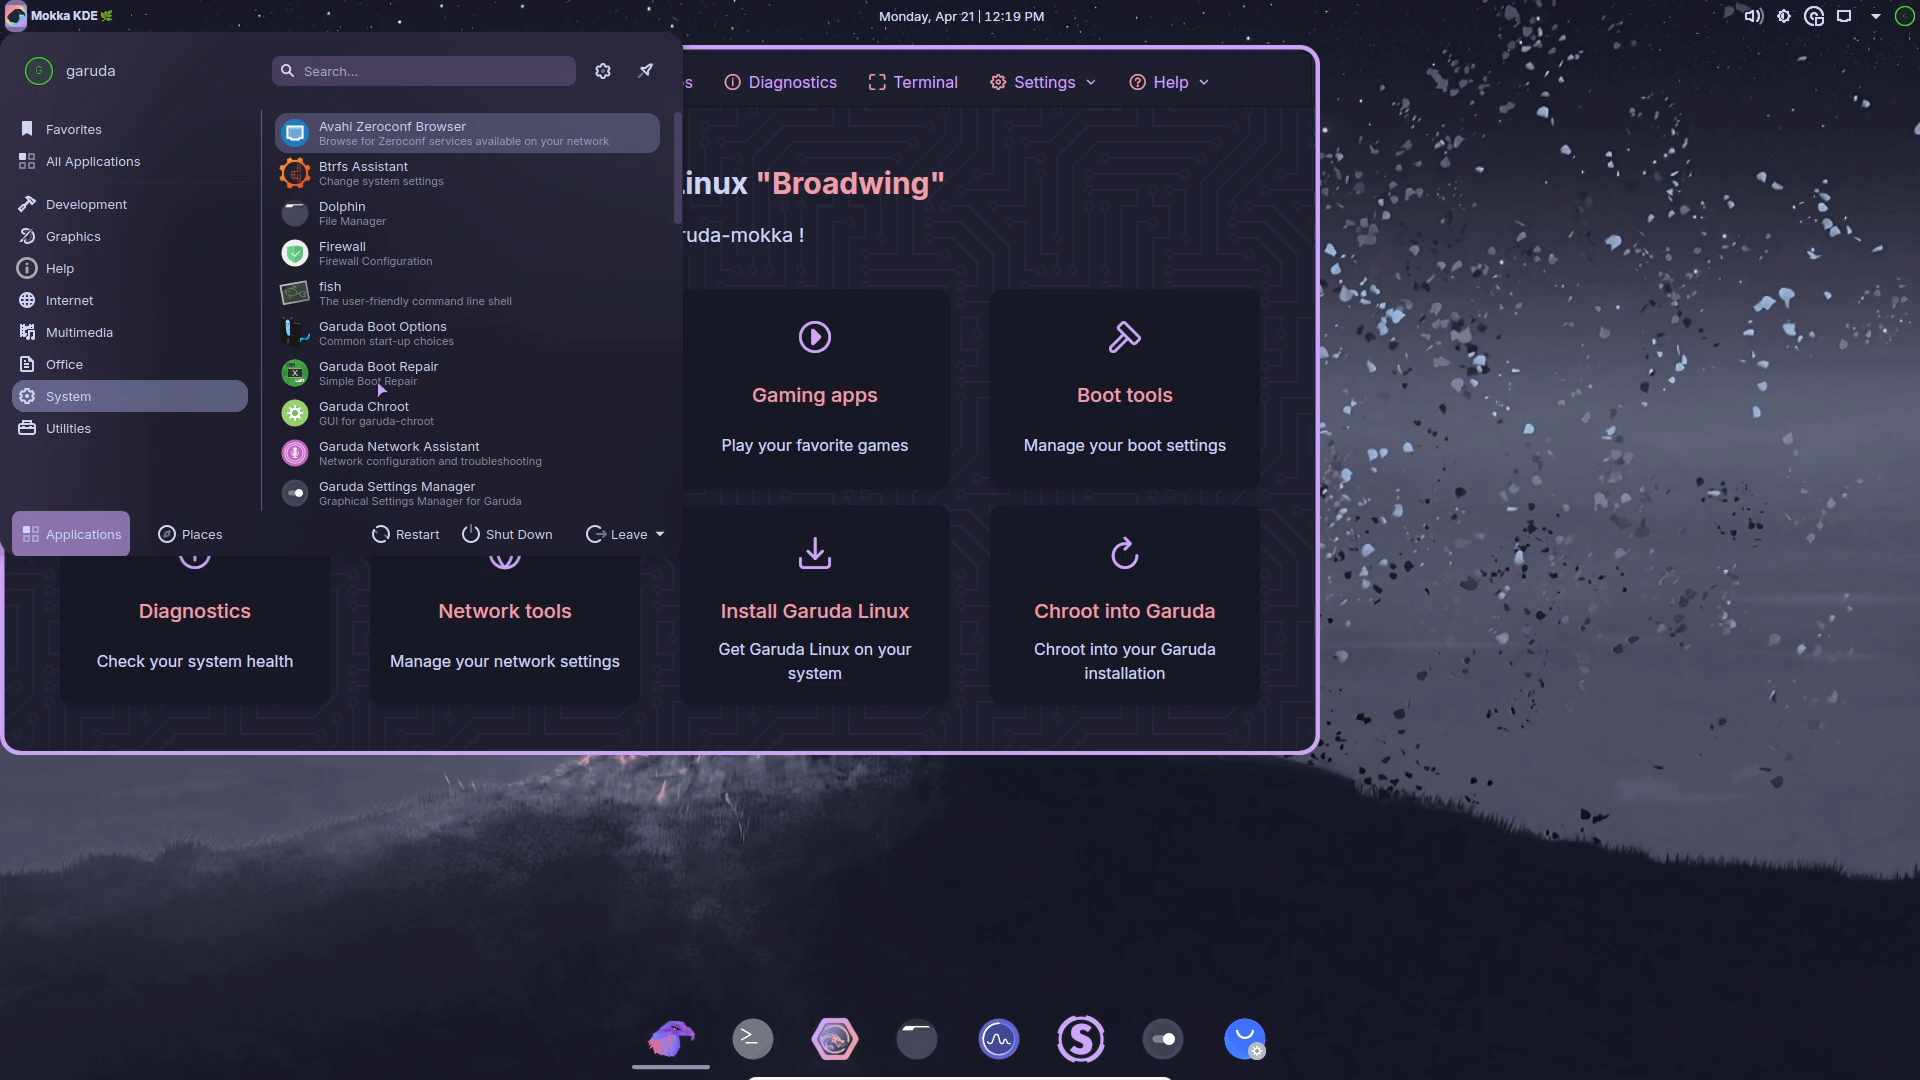 Mokka KDE
Monday, Apr 21 | 12:19 PM
garuda
Search...
Favorites
All Applications
Development
Graphics
Help
Internet
Multimedia
Office
System
Utilities
Avahi Zeroconf Browser
Browse for Zeroconf services available on your network
Btrfs Assistant
Change system settings
Dolphin
File Manager
Firewall
Firewall Configuration
fish
The user-friendly command line shell
Garuda Boot Options
Common start-up choices
Garuda Boot Repair
Simple Boot Repair
Garuda Chroot
GUI for garuda-chroot
Garuda Network Assistant
Network configuration and troubleshooting
Garuda Settings Manager
Graphical Settings Manager for Garuda
Applications
Places
Restart
Shut Down
Leave
s
Diagnostics
Terminal
Settings
Help
inux "Broadwing"
ruda-mokka !
Gaming apps
Play your favorite games
Boot tools
Manage your boot settings
Diagnostics
Check your system health
Network tools
Manage your network settings
Install Garuda Linux
Get Garuda Linux on your
system
Chroot into Garuda
Chroot into your Garuda
installation